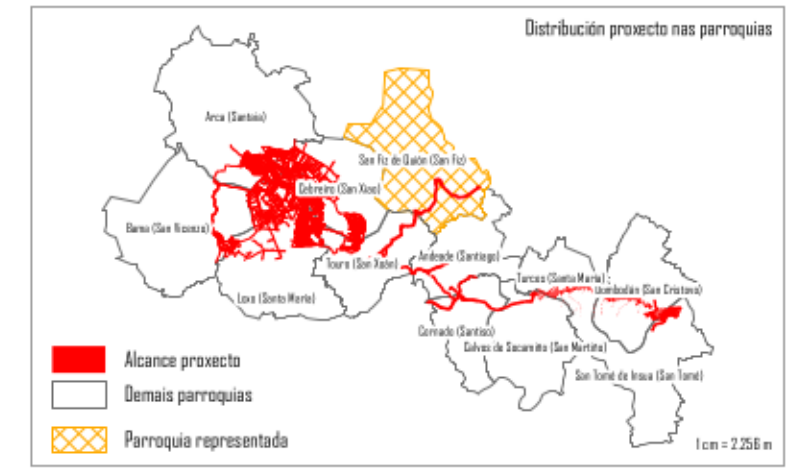 Distribución proxecto nas parroquias
Arca (Santaia)
San Fiz de Quión (San Fiz)
Cebreiro (San Xiao)
Bama (San Vicenzo)
Andeade (Santiago)
Touro (San Xoán)
Turces (Santa María)
Dombodán (San Cristovo)
Loxo (Santa María)
Cornado (Santiso)
Calvos de Socamiño (San Martiño)
San Tomé de Insua (San Tomé)
Alcance proxecto
Demais parroquias
Parroquia representada
1 cm = 2.256 m